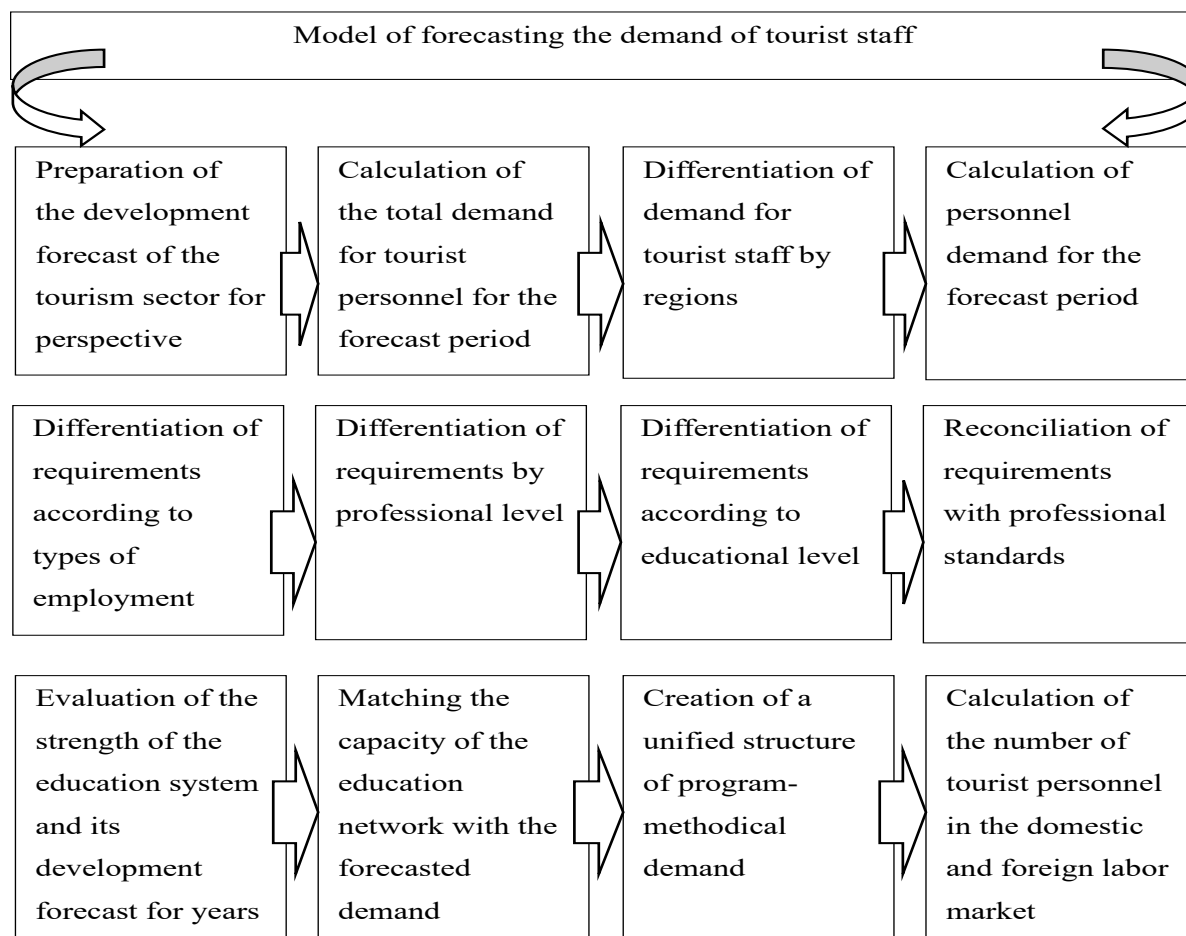 Model of forecasting the demand of tourist staff
Preparation of
the development
forecast of the
tourism sector for
perspective
Calculation of
the total demand
for tourist
personnel for the
forecast period
Differentiation of
demand for
tourist staff by
regions
Calculation of
personnel
demand for the
forecast period
Differentiation of
requirements
according to
types of
employment
Differentiation of
requirements by
professional level
Differentiation of
requirements
according to
educational level
Reconciliation of
requirements
with professional
standards
Evaluation of the
strength of the
education system
and its
development
forecast for years
Matching the
capacity of the
education
network with the
forecasted
demand
Creation of a
unified structure
of program-
methodical
demand
Calculation of
the number of
tourist personnel
in the domestic
and foreign labor
market